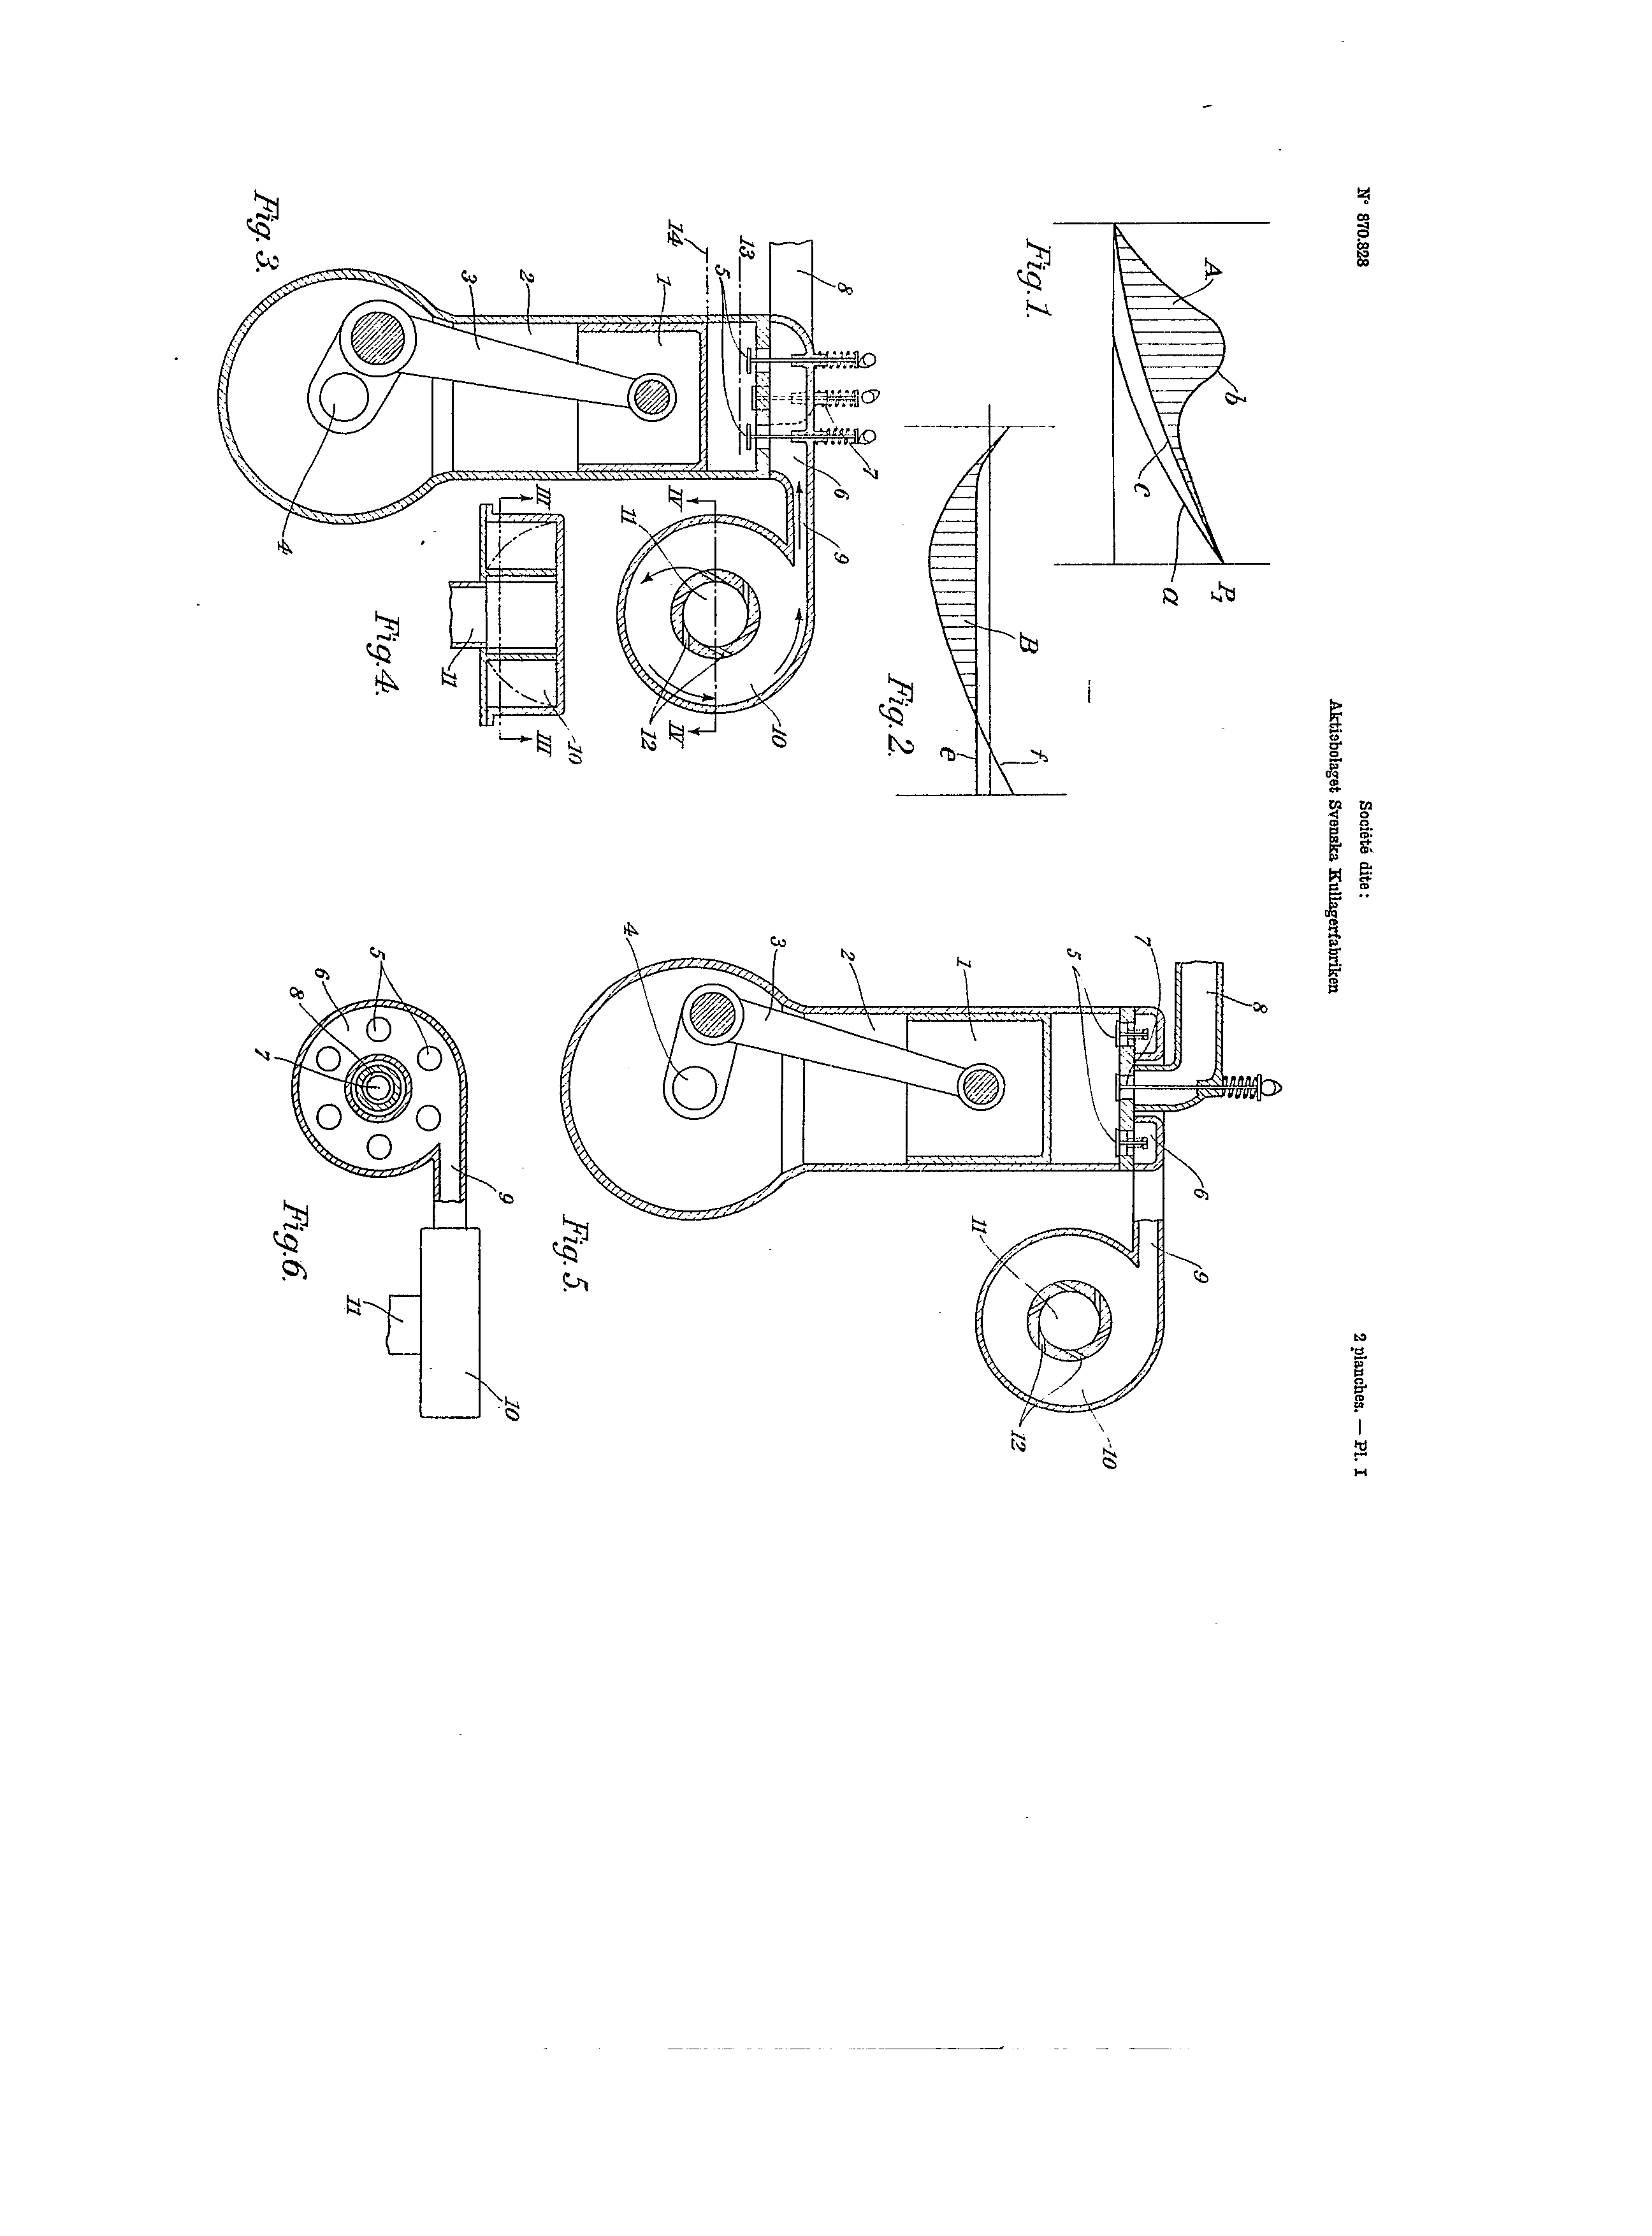 N° 870.828
Société dite:
Aktiebolaget Svenska Kullagerfabriken
2 planches. — Pl. I
A
b
c
a
P1
Fig. 1.
B
e
f
Fig. 2.
8
13
5
14
1
2
3
4
7
6
9
10
11
12
IV
IV
Fig. 3.
III
III
10
11
Fig. 4.
8
7
5
1
2
3
4
6
9
11
12
10
Fig. 5.
5
6
8
7
9
11
10
Fig. 6.